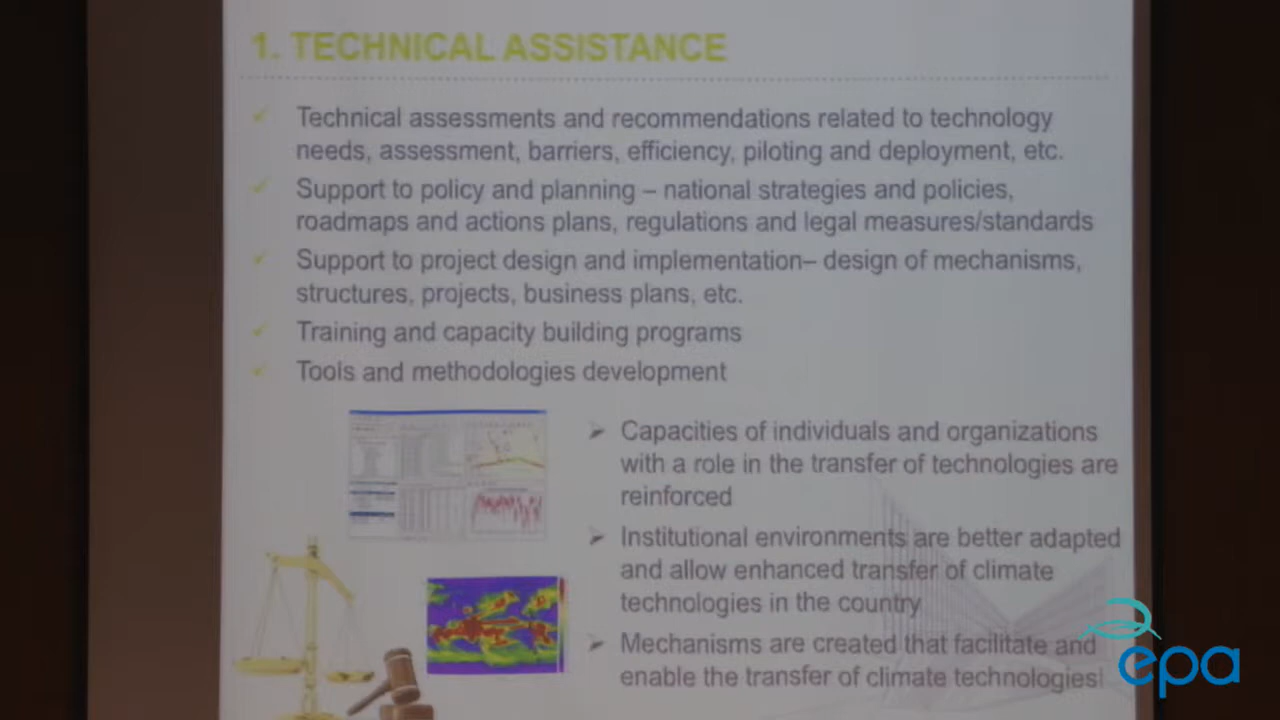 1. TECHNICAL ASSISTANCE
Technical assessments and recommendations related to technology
needs, assessment, barriers, efficiency, piloting and deployment, etc.
Support to policy and planning – national strategies and policies,
roadmaps and actions plans, regulations and legal measures/standards
Support to project design and implementation– design of mechanisms,
structures, projects, business plans, etc.
Training and capacity building programs
Tools and methodologies development
Capacities of individuals and organizations
with a role in the transfer of technologies are
reinforced
Institutional environments are better adapted
and allow enhanced transfer of climate
technologies in the country
Mechanisms are created that facilitate and
enable the transfer of climate technologies!
epa